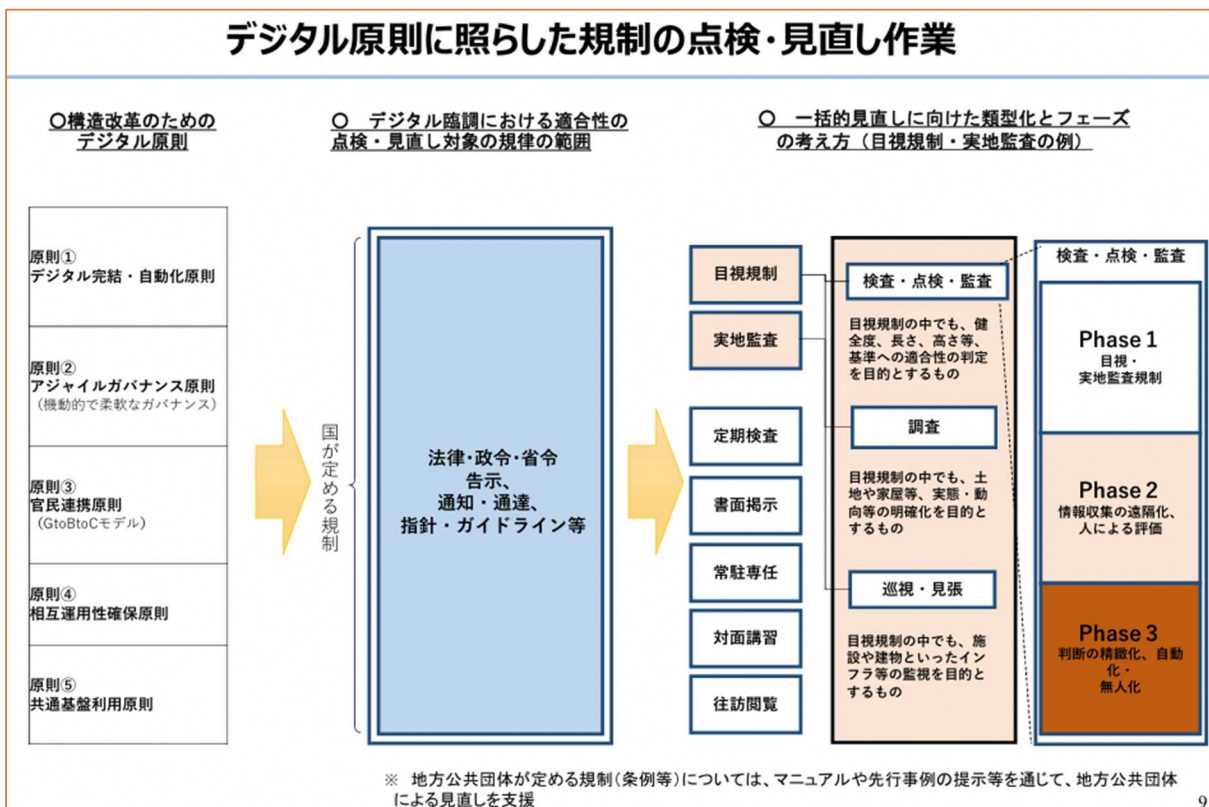 デジタル原則に照らした規制の点検・見直し作業
〇構造改革のための
デジタル原則
原則①
デジタル完結・自動化原則
原則②
アジャイルガバナンス原則
（機動的で柔軟なガバナンス）
原則③
官民連携原則
（GtoBtoCモデル）
原則④
相互運用性確保原則
原則⑤
共通基盤利用原則
〇　デジタル臨調における適合性の
点検・見直し対象の規律の範囲
国が定める規制
法律・政令・省令
告示、
通知・通達、
指針・ガイドライン等
〇　一括的見直しに向けた類型化とフェーズ
の考え方（目視規制・実地監査の例）
目視規制
実地監査
定期検査
書面掲示
常駐専任
対面講習
往訪閲覧
検査・点検・監査
目視規制の中でも、健
全度、長さ、高さ等、
基準への適合性の判定
を目的とするもの
調査
目視規制の中でも、土
地や家屋等、実態・動
向等の明確化を目的と
するもの
巡視・見張
目視規制の中でも、施
設や建物といったイン
フラ等の監視を目的と
するもの
検査・点検・監査
Phase 1
目視・
実地監査規制
Phase 2
情報収集の遠隔化、
人による評価
Phase 3
判断の精緻化、自動
化・
無人化
※　地方公共団体が定める規制（条例等）については、マニュアルや先行事例の提示等を通じて、地方公共団体
による見直しを支援
9